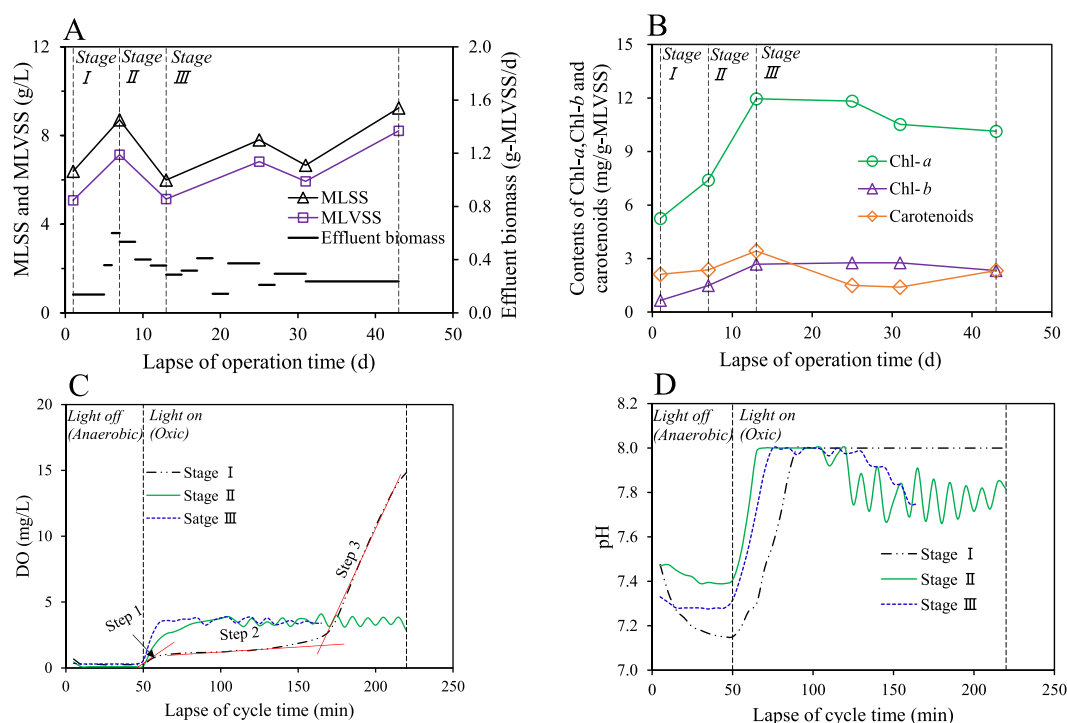 A
Stage
Ⅰ
Stage
Ⅱ
Stage
Ⅲ
MLSS and MLVSS (g/L)
12
8
4
0
Effluent biomass (g-MLVSS/d)
2.0
1.6
1.2
0.8
0.4
0.0
MLSS
MLVSS
Effluent biomass
0 10 20 30 40 50
Lapse of operation time (d)
B
Stage
Ⅰ
Stage
Ⅱ
Stage
Ⅲ
Contents of Chl-a,Chl-b and
carotenoids (mg/g-MLVSS)
15
12
9
6
3
0
Chl-a
Chl-b
Carotenoids
0 10 20 30 40 50
Lapse of operation time (d)
C
Light off
(Anaerobic)
Light on
(Oxic)
DO (mg/L)
20
15
10
5
0
Stage Ⅰ
Stage Ⅱ
Satge Ⅲ
Step 1
Step 2
Step 3
0 50 100 150 200 250
Lapse of cycle time (min)
D
Light off
(Anaerobic)
Light on
(Oxic)
pH
8.2
8.0
7.8
7.6
7.4
7.2
7.0
Stage Ⅰ
Stage Ⅱ
Stage Ⅲ
0 50 100 150 200 250
Lapse of cycle time (min)